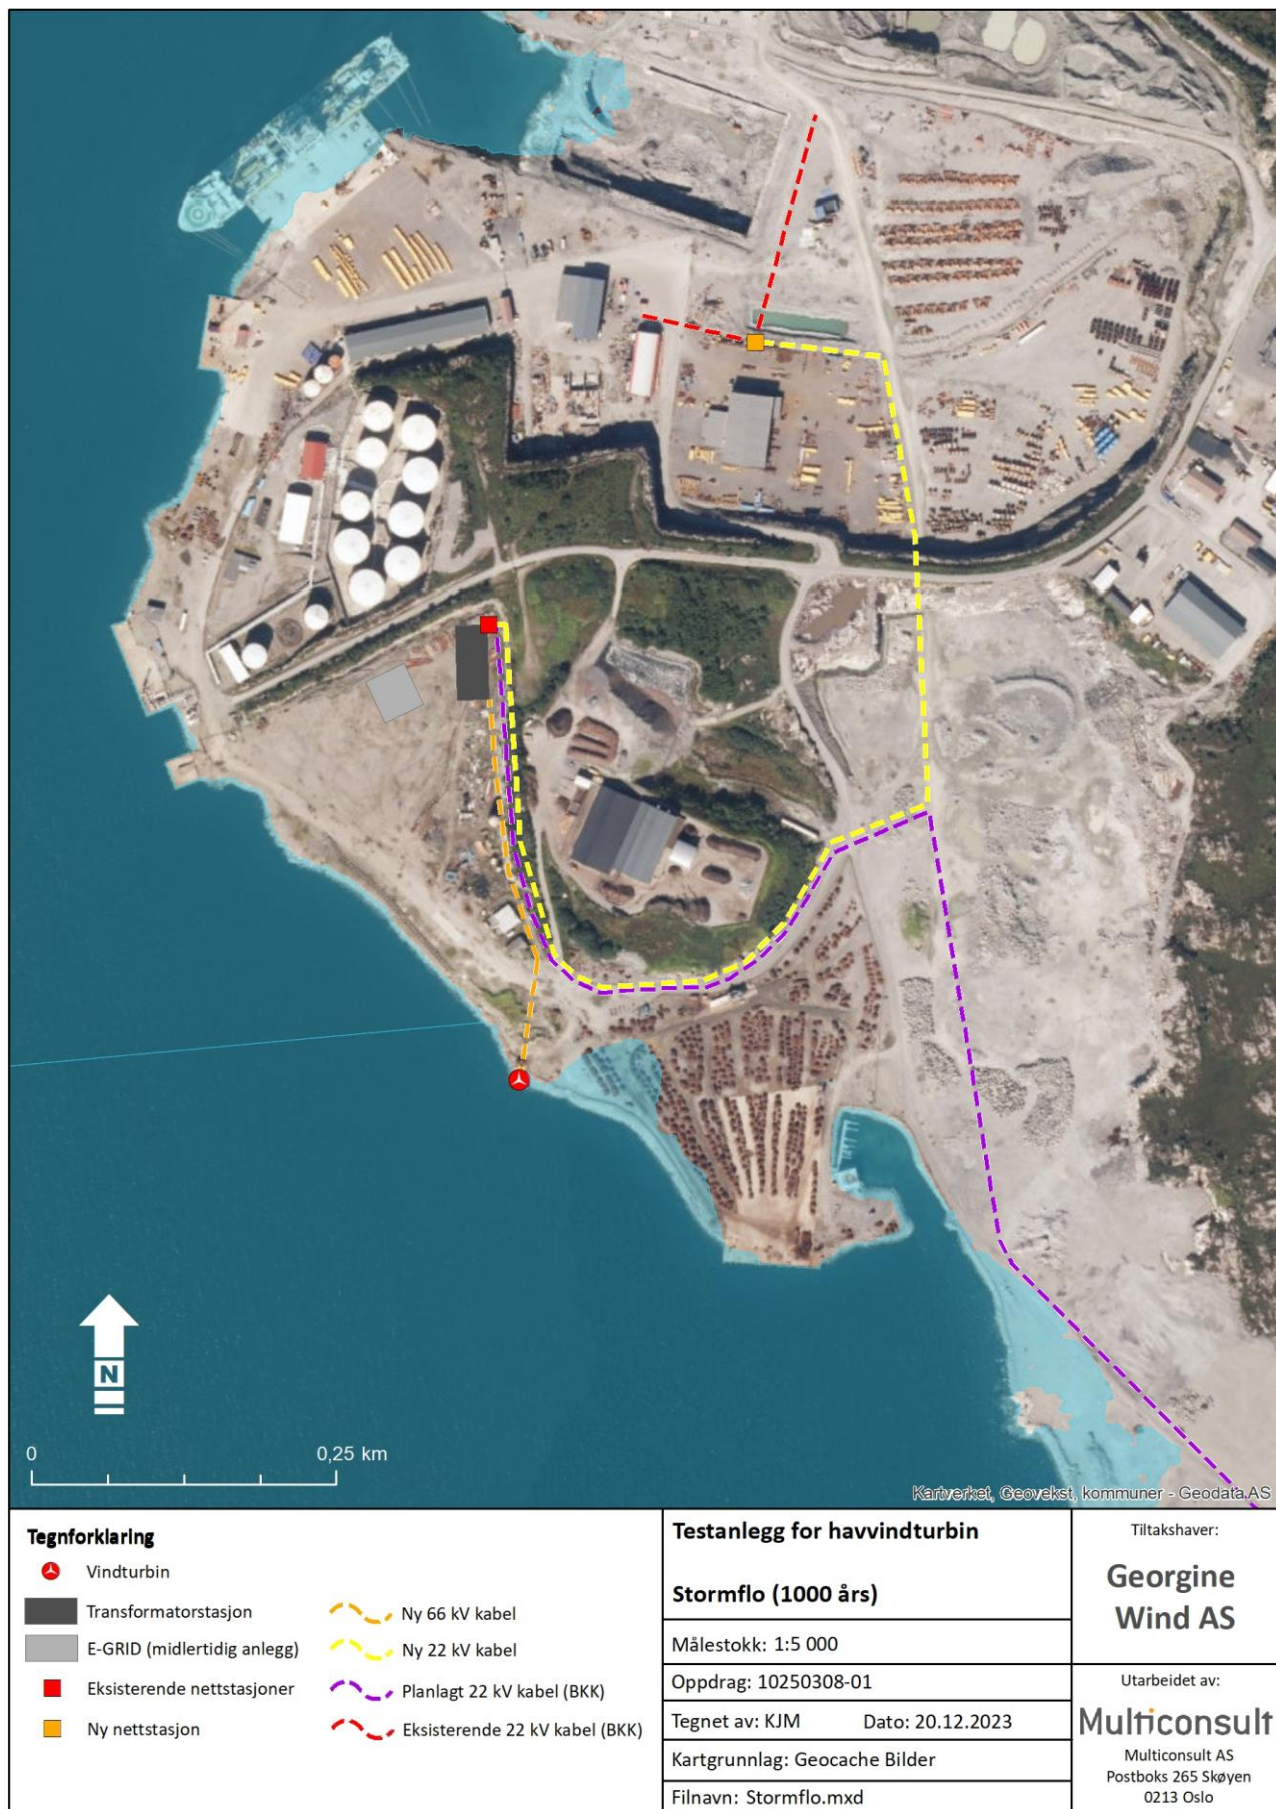 N
0 0,25 km
Kartverket, Geovekst, kommuner - Geodata AS
Tegnforklaring
Vindturbin
Transformatorstasjon
E-GRID (midlertidig anlegg)
Eksisterende nettstasjoner
Ny nettstasjon
Ny 66 kV kabel
Ny 22 kV kabel
Planlagt 22 kV kabel (BKK)
Eksisterende 22 kV kabel (BKK)
Testanlegg for havvindturbin
Stormflo (1000 års)
Målestokk: 1:5 000
Oppdrag: 10250308-01
Tegnet av: KJM Dato: 20.12.2023
Kartgrunnlag: Geocache Bilder
Filnavn: Stormflo.mxd
Tiltakshaver:
Georgine
Wind AS
Utarbeidet av:
Multiconsult
Multiconsult AS
Postboks 265 Skøyen
0213 Oslo